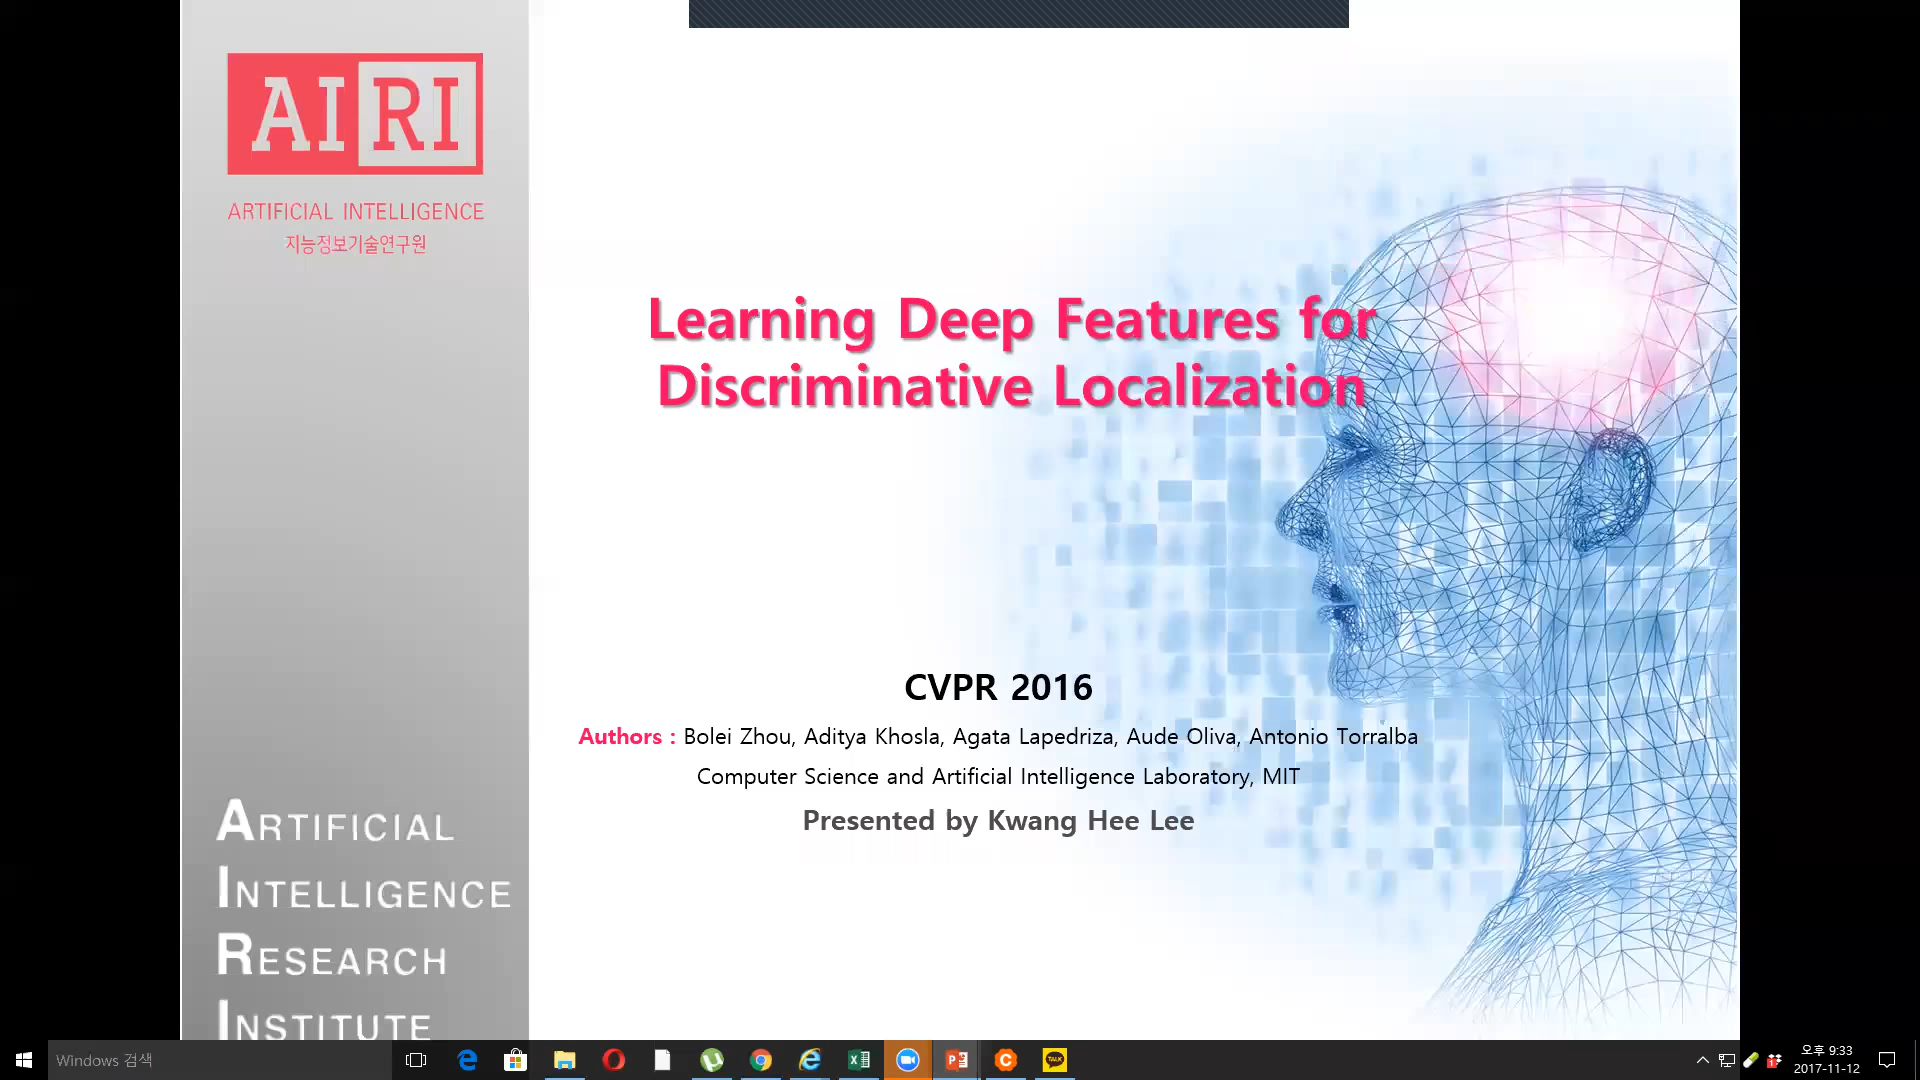 AIRI
ARTIFICIAL INTELLIGENCE
지능정보기술연구원
Learning Deep Features for
Discriminative Localization
CVPR 2016
Authors : Bolei Zhou, Aditya Khosla, Agata Lapedriza, Aude Oliva, Antonio Torralba
Computer Science and Artificial Intelligence Laboratory, MIT
Presented by Kwang Hee Lee
ARTIFICIAL
INTELLIGENCE
RESEARCH
INSTITUTE
Windows 검색
TALK
오후 9:33
2017-11-12